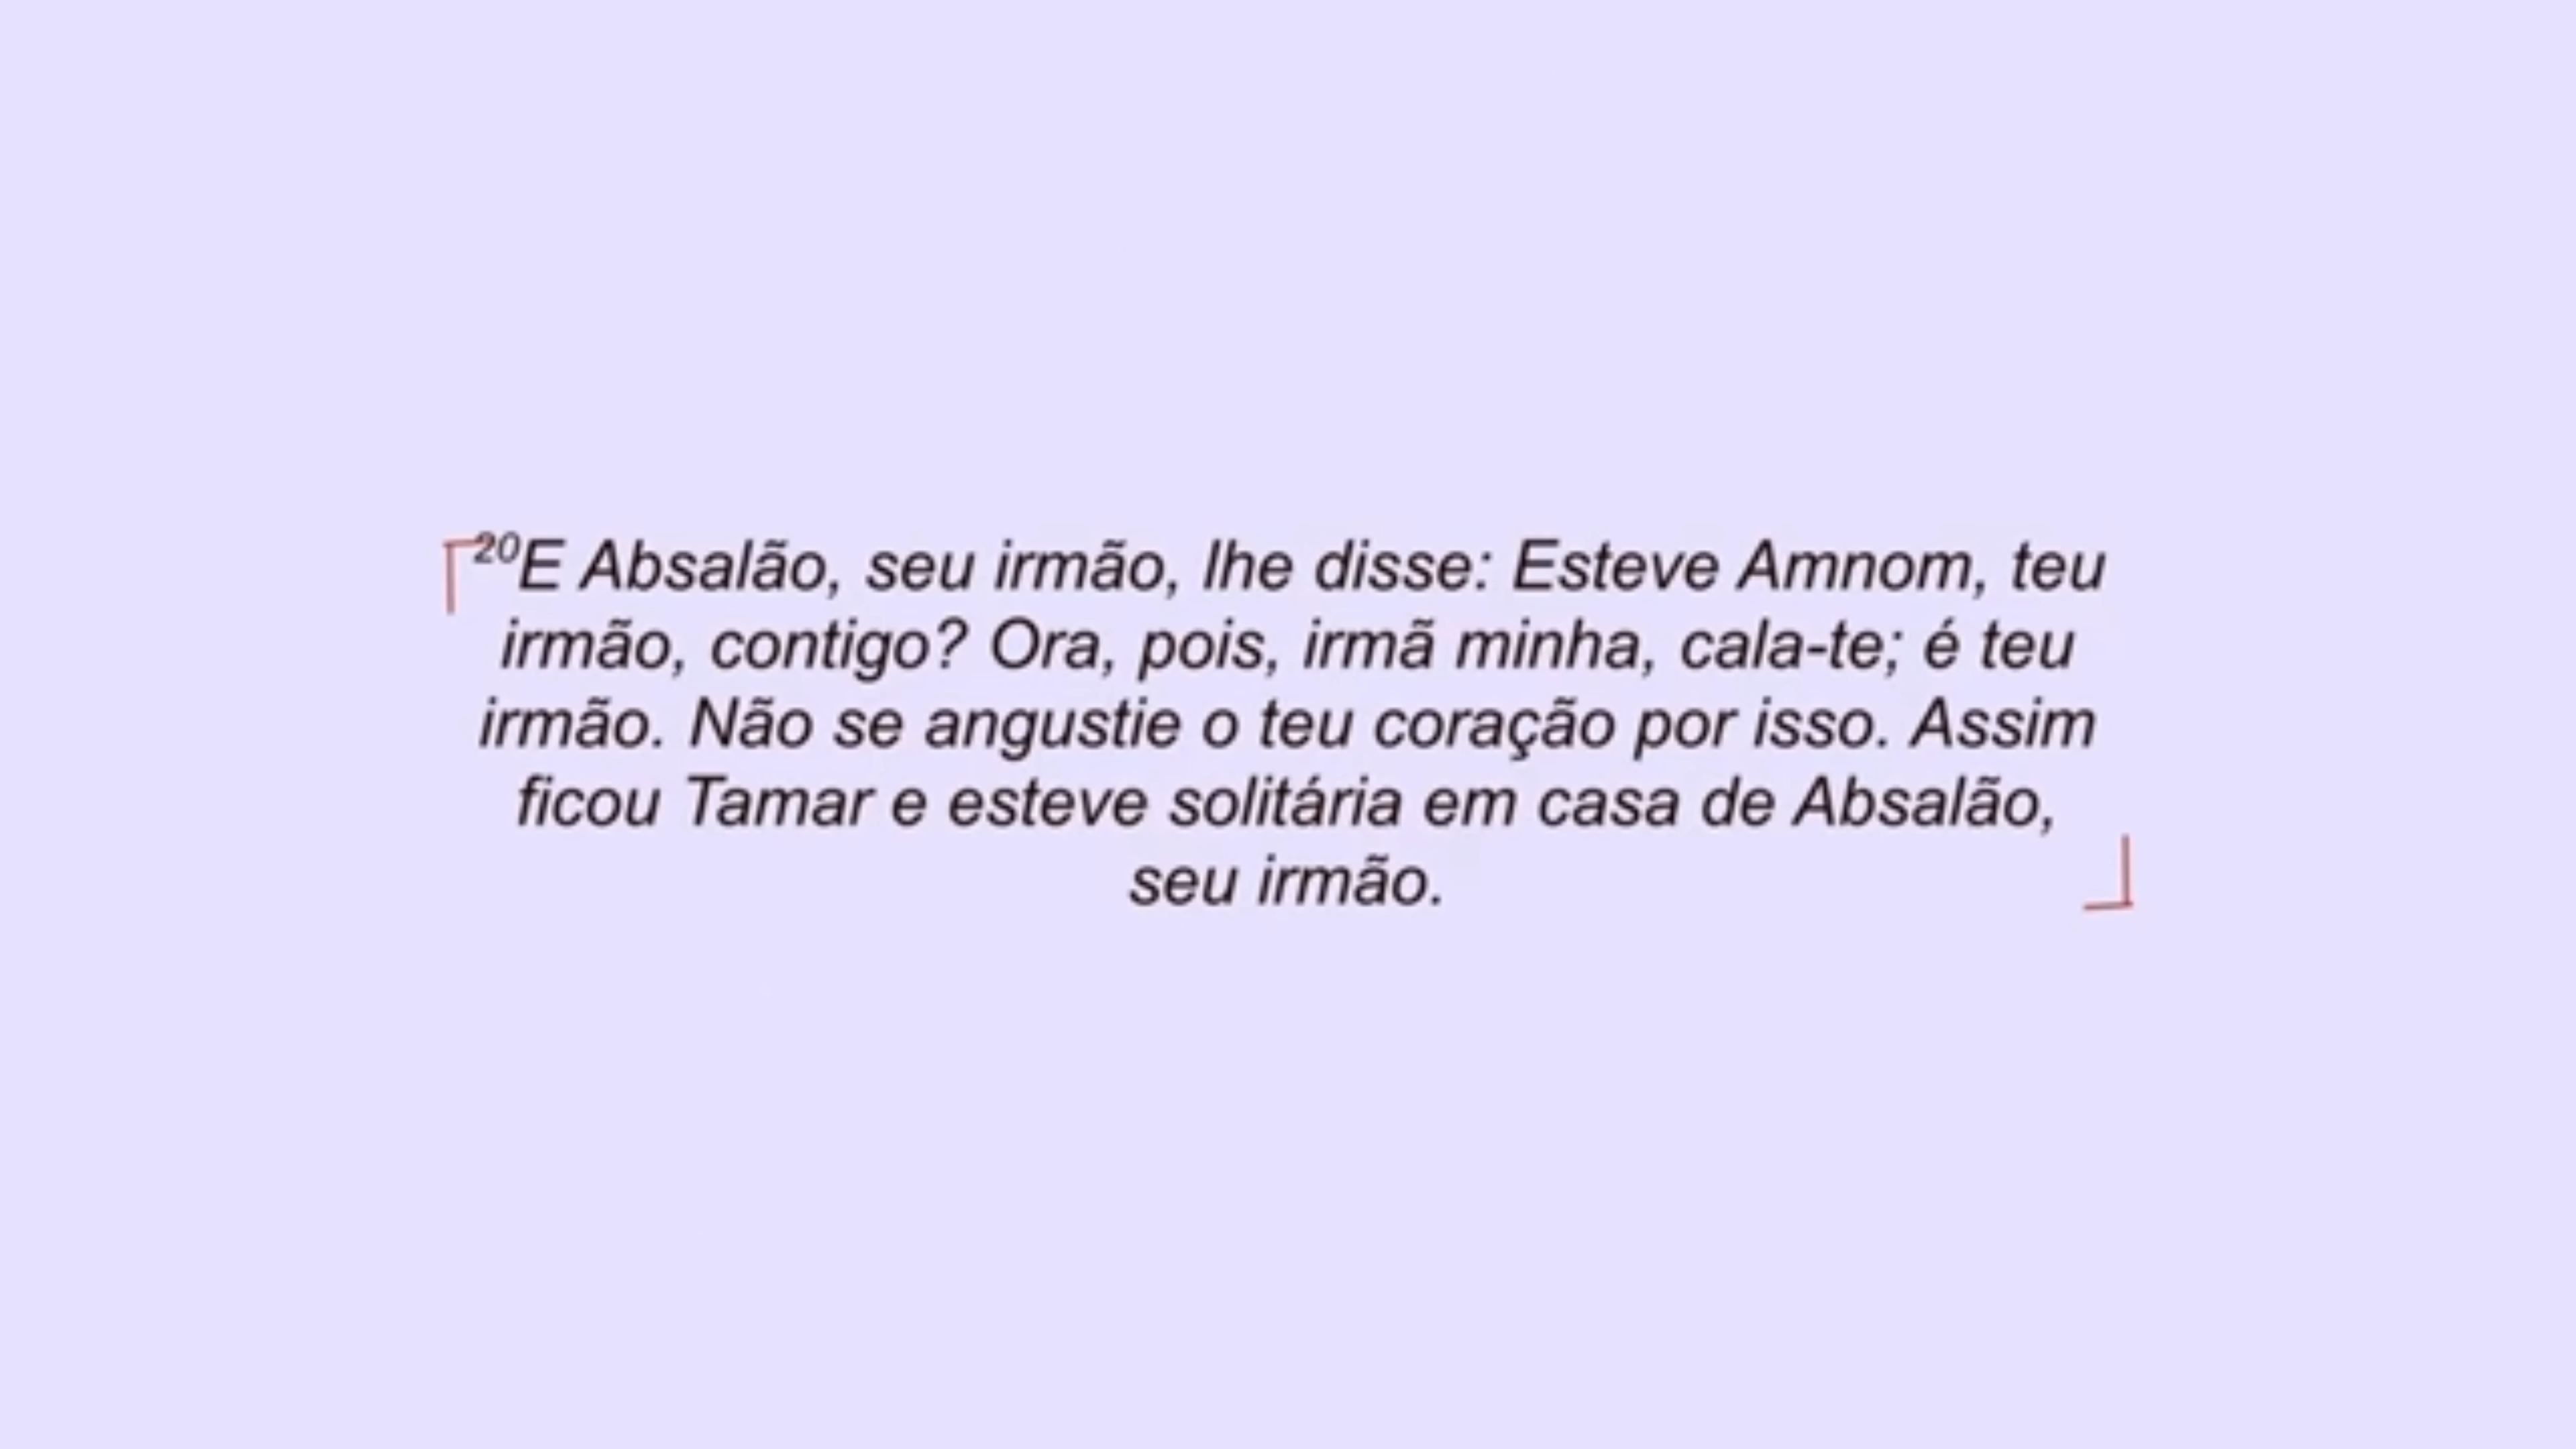 20E Absalão, seu irmão, lhe disse: Esteve Amnom, teu
irmão, contigo? Ora, pois, irmã minha, cala-te; é teu
irmão. Não se angustie o teu coração por isso. Assim
ficou Tamar e esteve solitária em casa de Absalão,
seu irmão.